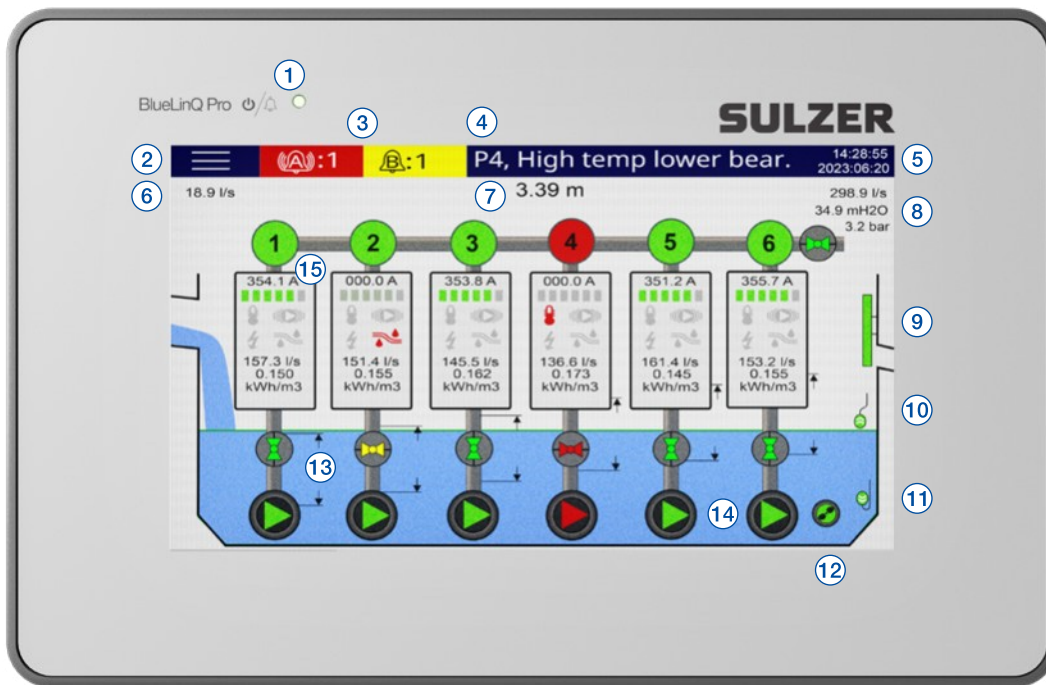 1
BlueLinQ Pro
SULZER
3
4
2
A:1
B:1
P4, High temp lower bear.
14:28:55
2023:06:20
5
6
18.9 l/s
7
3.39 m
298.9 l/s
34.9 mH2O
3.2 bar
8
1
2
3
4
5
6
15
354.1 A
000.0 A
353.8 A
000.0 A
351.2 A
355.7 A
9
157.3 l/s
0.150
kWh/m3
151.4 l/s
0.155
kWh/m3
145.5 l/s
0.162
kWh/m3
136.6 l/s
0.173
kWh/m3
161.4 l/s
0.145
kWh/m3
153.2 l/s
0.155
kWh/m3
10
13
11
14
12